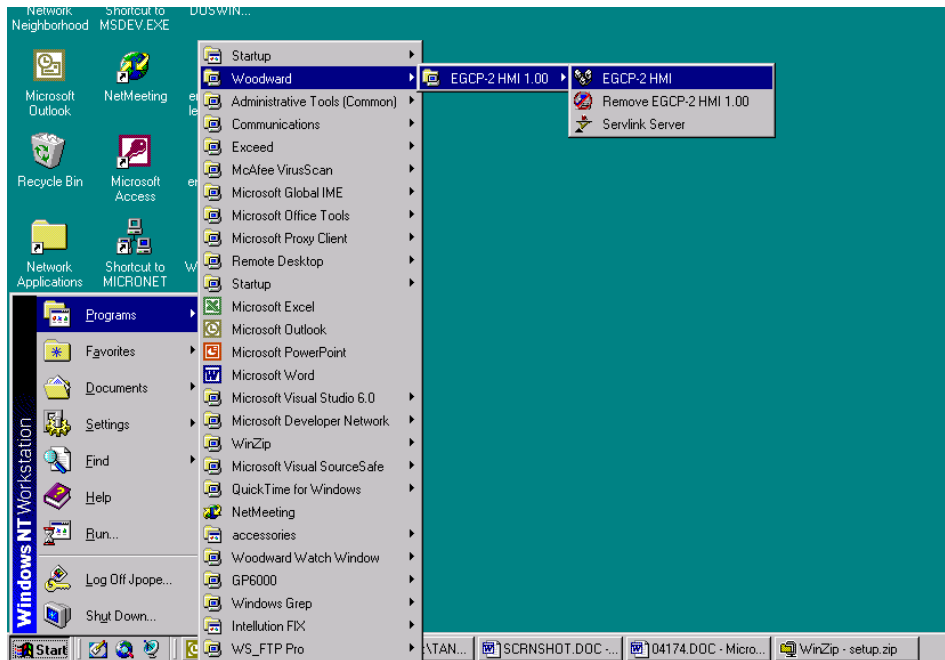 Network
Neighborhood
Shortcut to
MSDEV.EXE
DOSWIN...
Microsoft
Outlook
NetMeeting
Recycle Bin
Microsoft
Access
Network
Applications
Shortcut to
MICRONET
Startup
Woodward
Administrative Tools (Common)
Communications
Exceed
McAfee VirusScan
Microsoft Global IME
Microsoft Office Tools
Microsoft Proxy Client
Remote Desktop
Startup
Microsoft Excel
Microsoft Outlook
Microsoft PowerPoint
Microsoft Word
Microsoft Visual Studio 6.0
Microsoft Developer Network
WinZip
Microsoft Visual SourceSafe
QuickTime for Windows
NetMeeting
accessories
Woodward Watch Window
GP6000
Windows Grep
Intellution FIX
WS_FTP Pro
EGCP-2 HMI 1.00
EGCP-2 HMI
Remove EGCP-2 HMI 1.00
Servlink Server
Programs
Favorites
Documents
Settings
Find
Help
Run...
Log Off Jpope...
Shut Down...
Windows NT Workstation
Start
:\TAN...
SCRNSHOT.DOC -...
04174.DOC - Micro...
WinZip - setup.zip